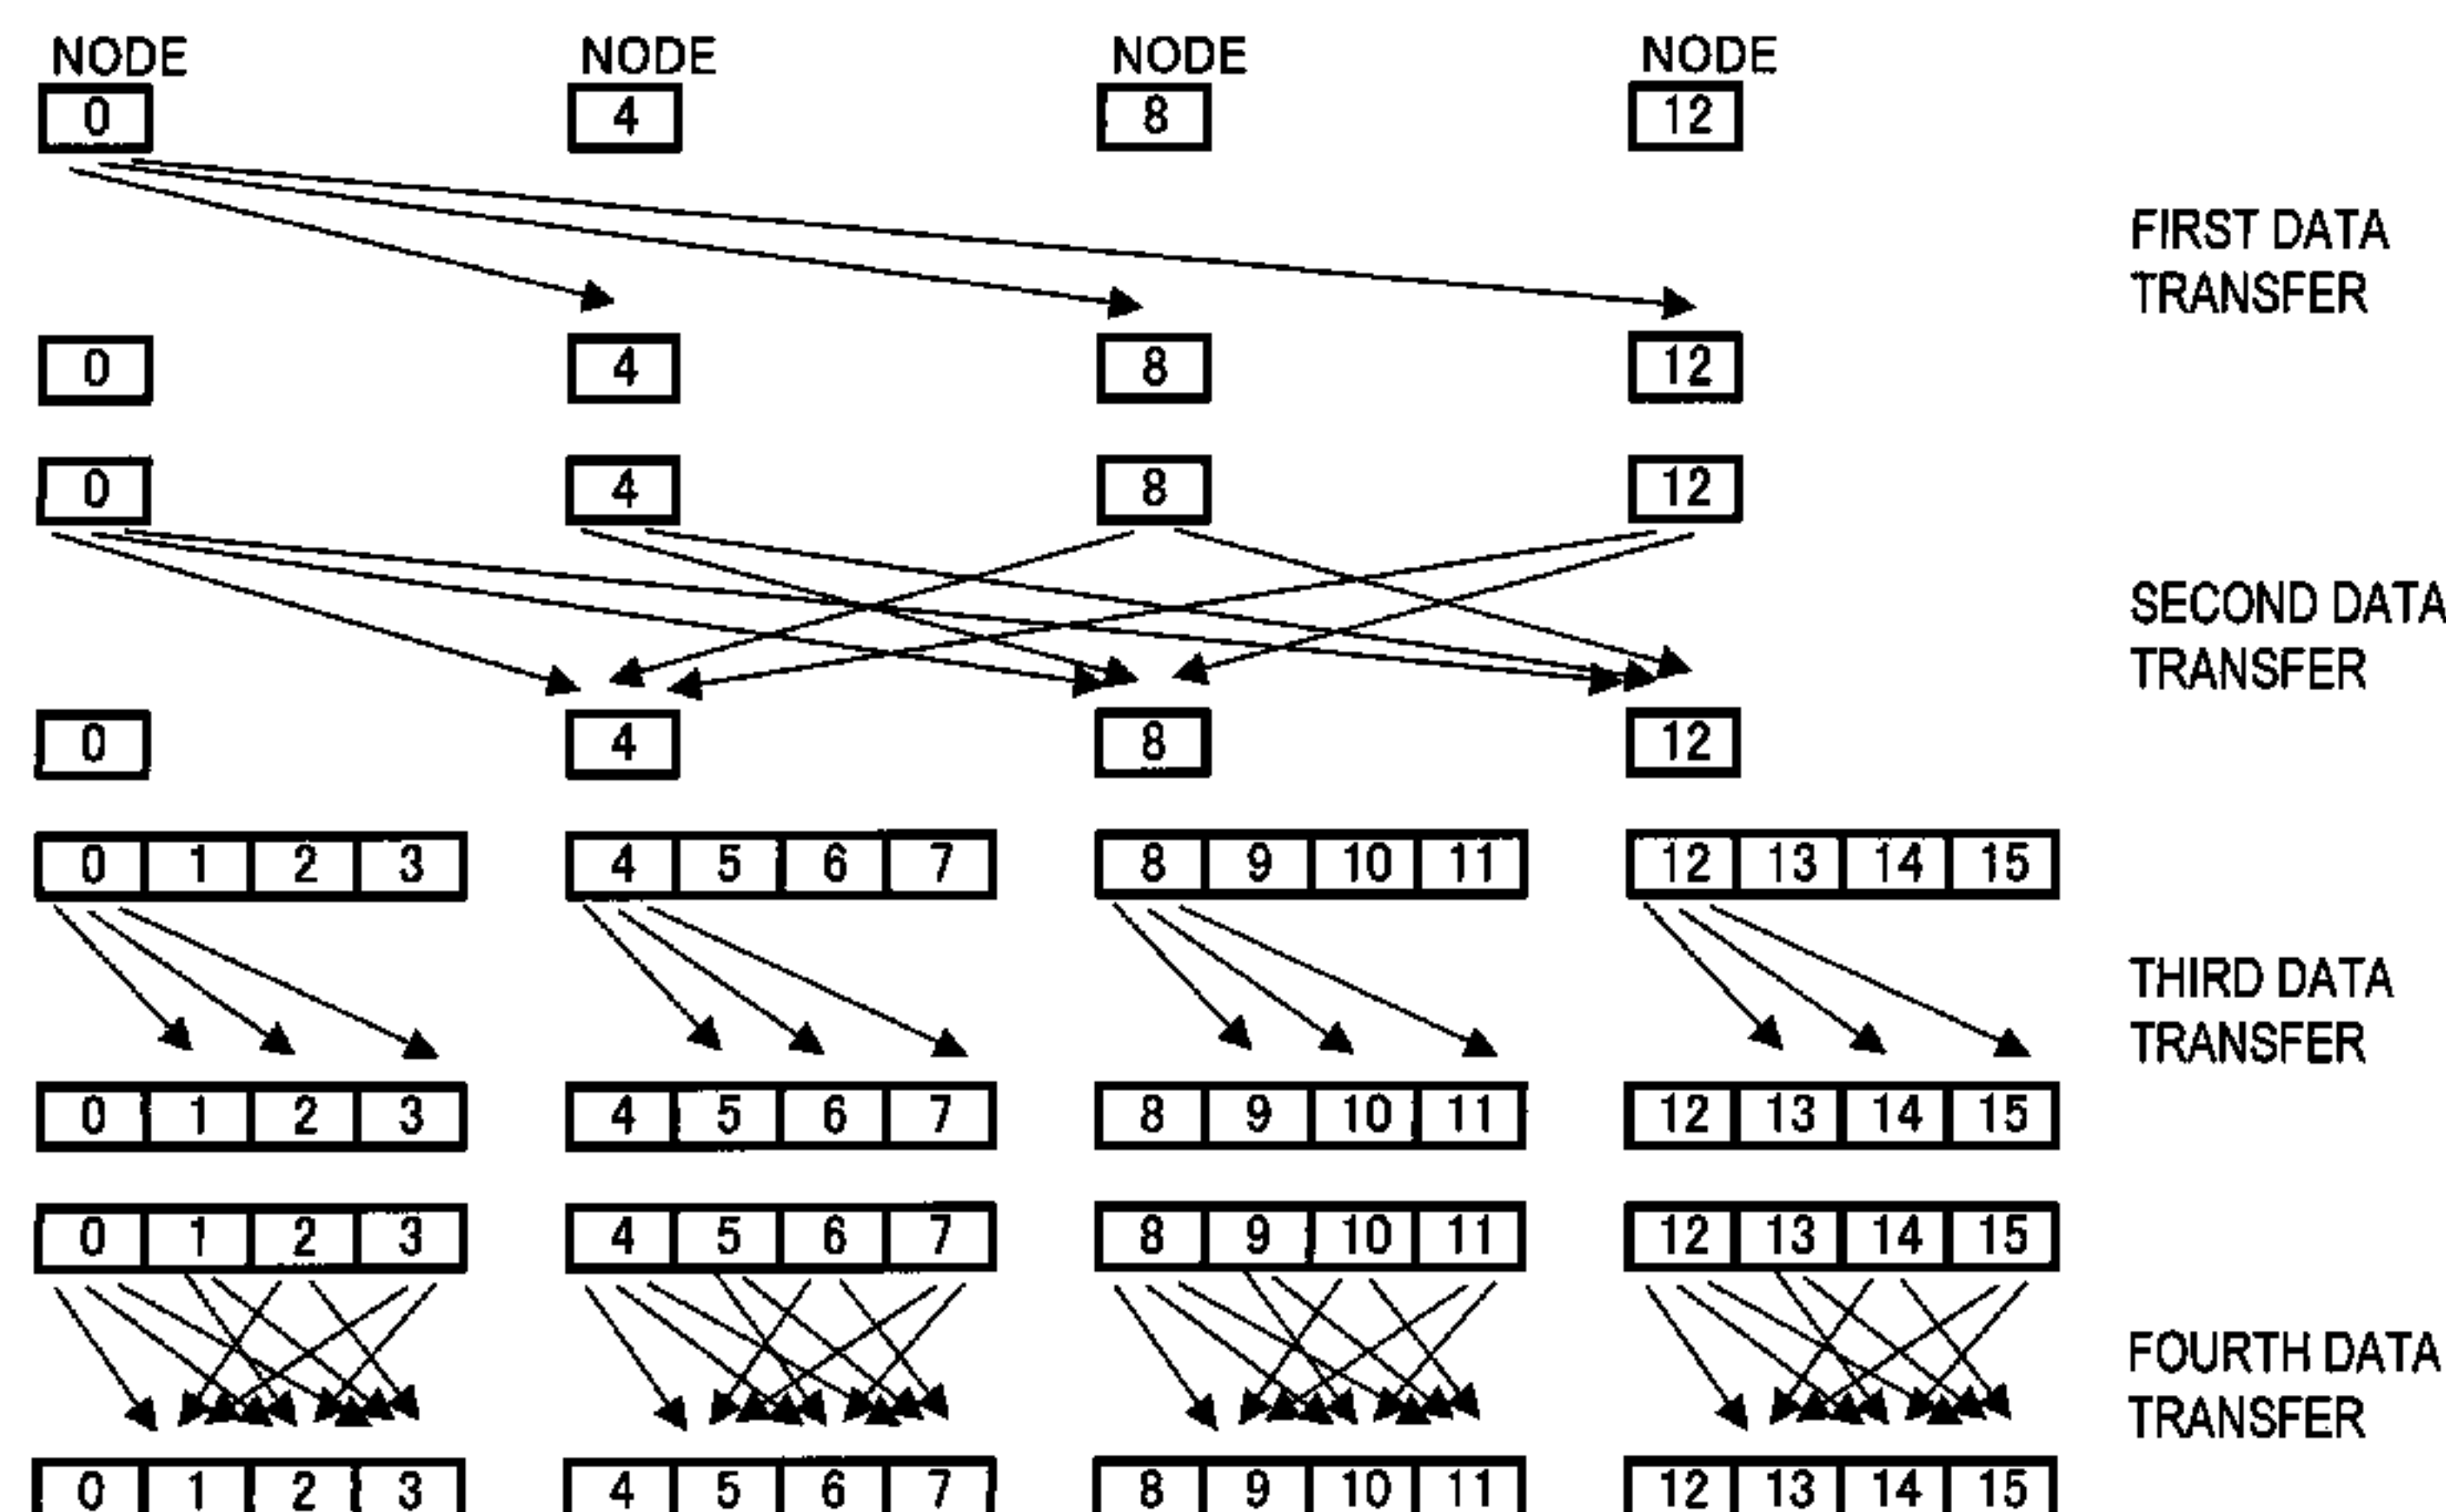 NODE NODE NODE NODE
0 4 8 12
FIRST DATA
TRANSFER
0 4 8 12
0 4 8 12
SECOND DATA
TRANSFER
0 4 8 12
0 1 2 3 4 5 6 7 8 9 10 11 12 13 14 15
THIRD DATA
TRANSFER
0 1 2 3 4 5 6 7 8 9 10 11 12 13 14 15
0 1 2 3 4 5 6 7 8 9 10 11 12 13 14 15
FOURTH DATA
TRANSFER
0 1 2 3 4 5 6 7 8 9 10 11 12 13 14 15